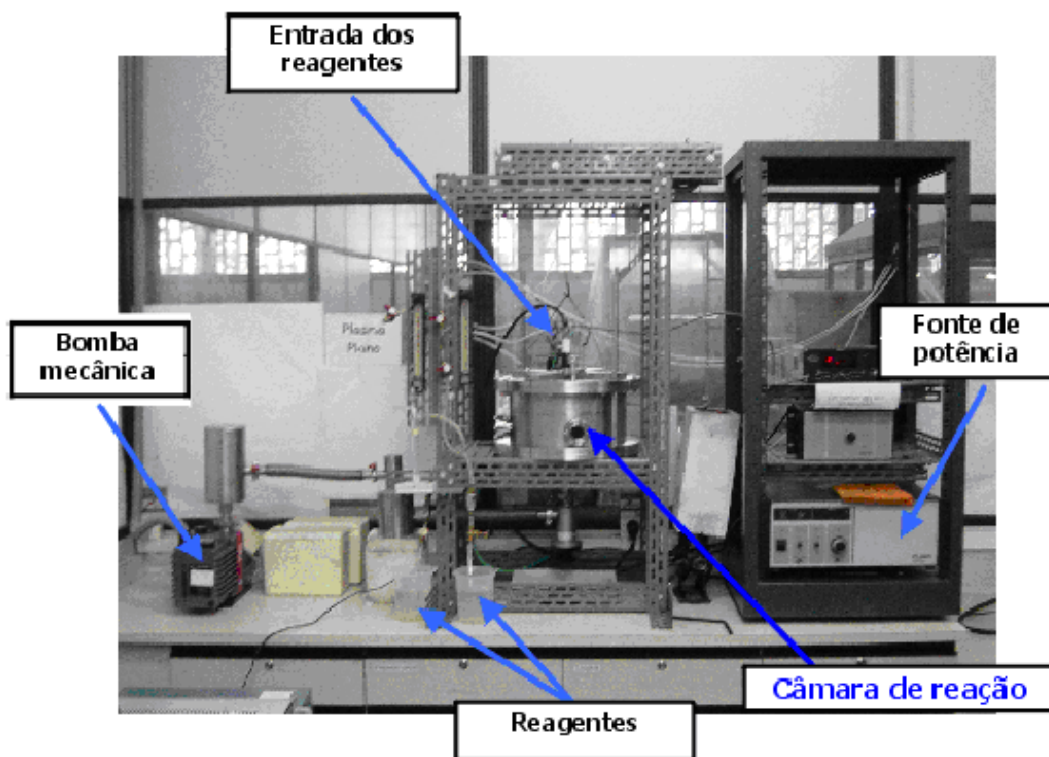 Entrada dos
reagentes
Plasma
Plano
Bomba
mecânica
Fonte de
potência
Câmara de reação
Reagentes